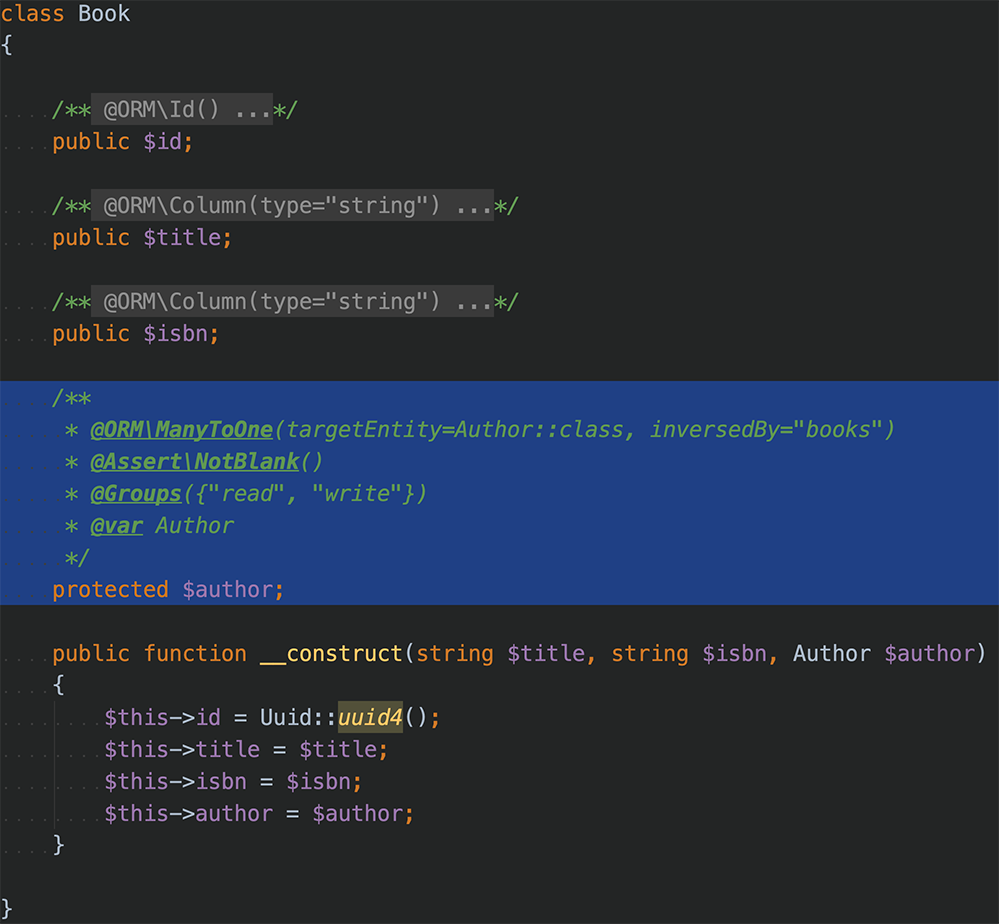 class Book
{
/** @ORM\Id() ...*/
public $id;
/** @ORM\Column(type="string") ...*/
public $title;
/** @ORM\Column(type="string") ...*/
public $isbn;
/**
* @ORM\ManyToOne(targetEntity=Author::class, inversedBy="books")
* @Assert\NotBlank()
* @Groups({"read", "write"})
* @var Author
*/
protected $author;
public function __construct(string $title, string $isbn, Author $author)
{
$this->id = Uuid::uuid4();
$this->title = $title;
$this->isbn = $isbn;
$this->author = $author;
}
}